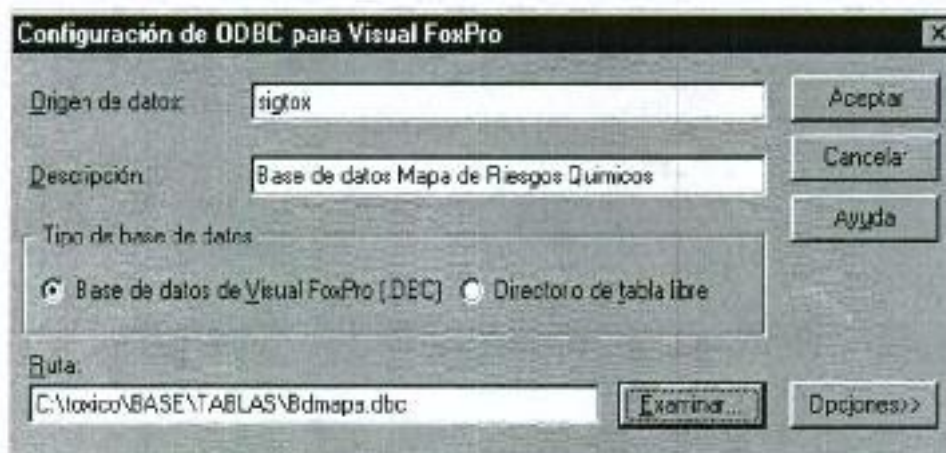 Configuración de ODBC para Visual FoxPro
Origen de datos:
sigtox
Aceptar
Descripción:
Base de datos Mapa de Riesgos Quimicos
Cancelar
Ayuda
Tipo de base de datos
Base de datos de Visual FoxPro (.DBC)
Directorio de tabla libre
Ruta:
C:\toxico\BASE\TABLAS\Bdmapa.dbc
Examinar...
Opciones>>